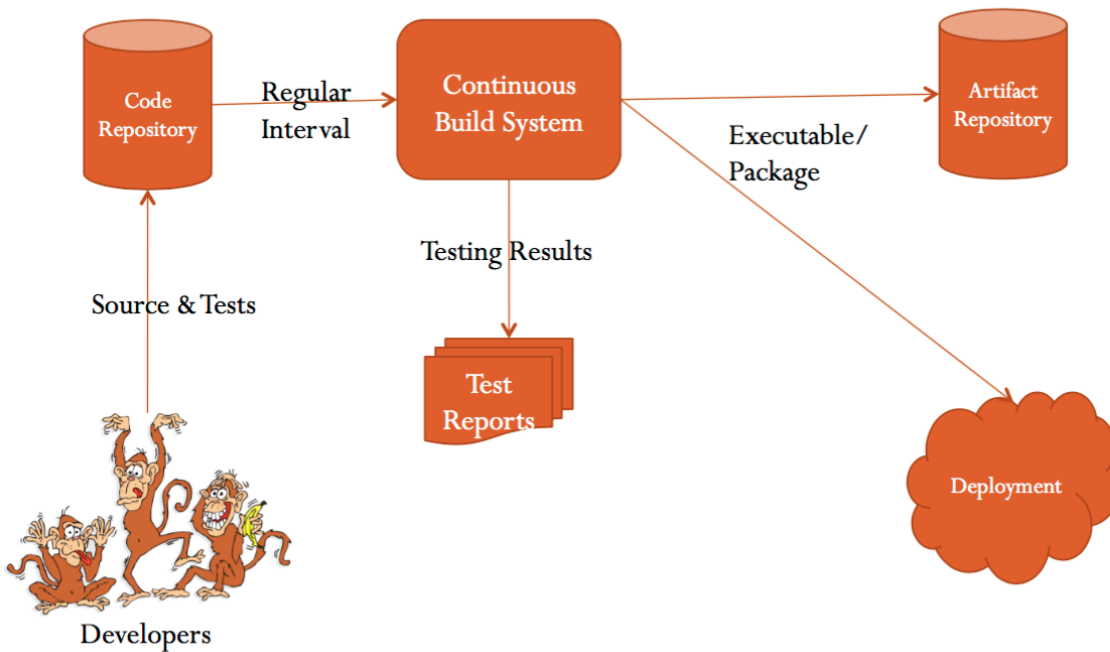 Code
Repository
Regular
Interval
Continuous
Build System
Artifact
Repository
Executable/
Package
Testing Results
Source & Tests
Test
Reports
Deployment
Developers